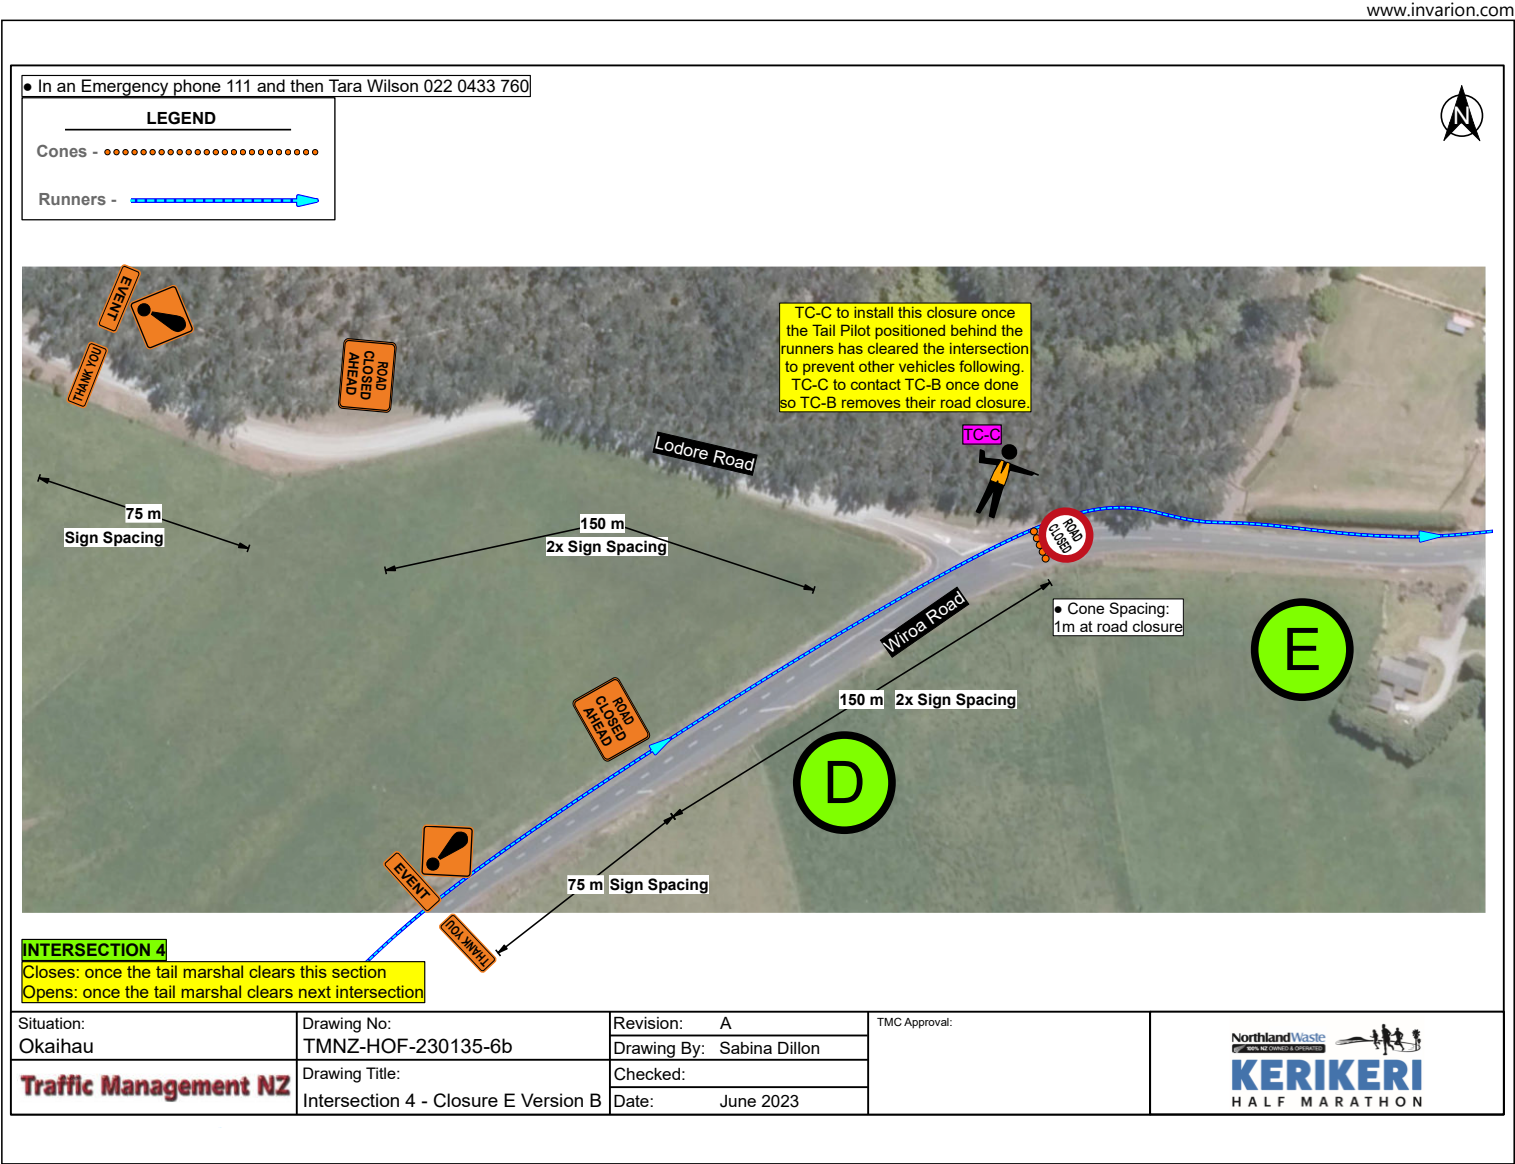 www.invarion.com
● In an Emergency phone 111 and then Tara Wilson 022 0433 760
LEGEND
Cones -
Runners -
N
EVENT
THANK YOU
ROAD
CLOSED
AHEAD
TC-C to install this closure once
the Tail Pilot positioned behind the
runners has cleared the intersection
to prevent other vehicles following.
TC-C to contact TC-B once done
so TC-B removes their road closure.
TC-C
Lodore Road
75 m
Sign Spacing
150 m
2x Sign Spacing
ROAD
CLOSED
Wiroa Road
● Cone Spacing:
1m at road closure
E
150 m 2x Sign Spacing
ROAD
CLOSED
AHEAD
D
EVENT
75 m Sign Spacing
THANK YOU
INTERSECTION 4
Closes: once the tail marshal clears this section
Opens: once the tail marshal clears next intersection
Situation:
Okaihau
Traffic Management NZ
Drawing No:
TMNZ-HOF-230135-6b
Drawing Title:
Intersection 4 - Closure E Version B
Revision: A
Drawing By: Sabina Dillon
Checked:
Date: June 2023
TMC Approval:
NorthlandWaste
100% NZ OWNED & OPERATED
KERIKERI
HALF MARATHON